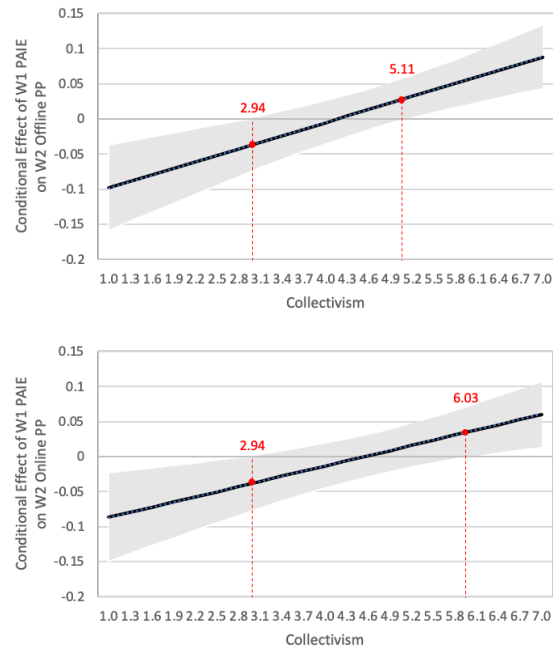 Conditional Effect of W1 PAIE
on W2 Offline PP
0.15
0.1
0.05
0
-0.05
-0.1
-0.15
-0.2
2.94
5.11
1.0 1.3 1.6 1.9 2.2 2.5 2.8 3.1 3.4 3.7 4.0 4.3 4.6 4.9 5.2 5.5 5.8 6.1 6.4 6.7 7.0
Collectivism
Conditional Effect of W1 PAIE
on W2 Online PP
0.15
0.1
0.05
0
-0.05
-0.1
-0.15
-0.2
2.94
6.03
1.0 1.3 1.6 1.9 2.2 2.5 2.8 3.1 3.4 3.7 4.0 4.3 4.6 4.9 5.2 5.5 5.8 6.1 6.4 6.7 7.0
Collectivism